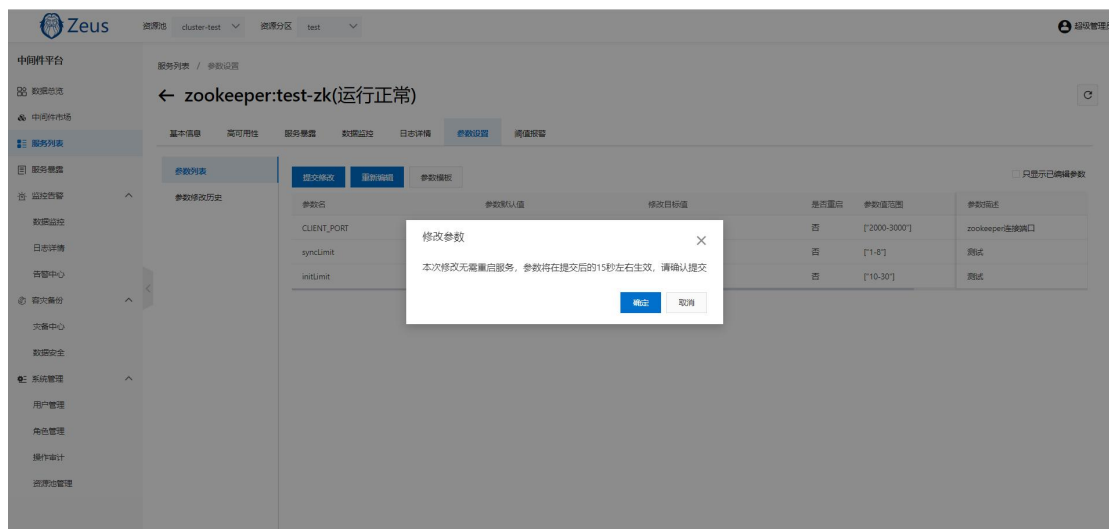 Zeus 资源池 cluster-test 资源分区 test 超级管理员
中间件平台
数据总览
中间件市场
服务列表
服务暴露
监控告警
数据监控
日志详情
告警中心
容灾备份
灾备中心
数据安全
系统管理
用户管理
角色管理
操作审计
资源池管理
服务列表 / 参数设置
← zookeeper:test-zk(运行正常)
基本信息 高可用性 服务暴露 数据监控 日志详情 参数设置 阈值报警
参数列表
参数修改历史
提交修改 重新编辑 参数模板 只显示已编辑参数
参数名 参数默认值 修改目标值 是否重启 参数值范围 参数描述
CLIENT_PORT 否 ["2000-3000"] zookeeper连接端口
syncLimit 否 ["1-8"] 测试
initLimit 否 ["10-30"] 测试
修改参数
本次修改无需重启服务，参数将在提交后的15秒左右生效，请确认提交
确定 取消